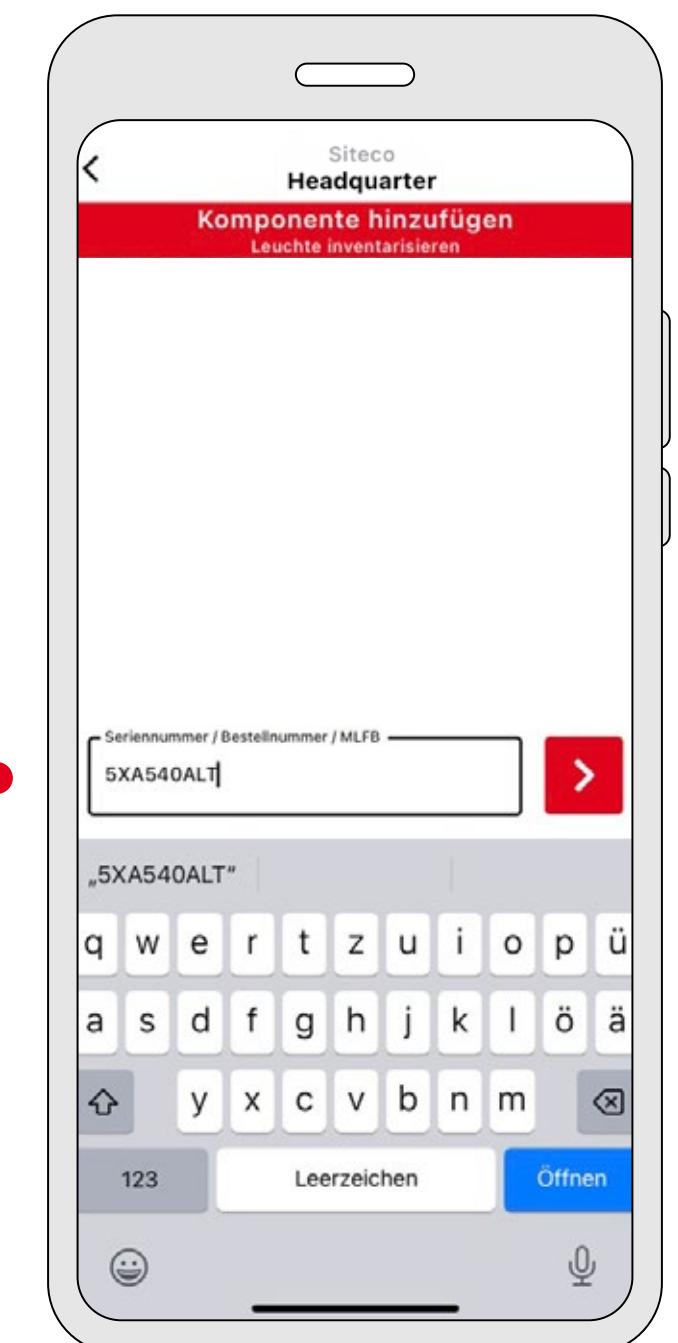 Siteco
Headquarter
Komponente hinzufügen
Leuchte inventarisieren
Seriennummer / Bestellnummer / MLFB
5XA540ALT
„5XA540ALT“
q w e r t z u i o p ü
a s d f g h j k l ö ä
y x c v b n m
123 Leerzeichen Öffnen